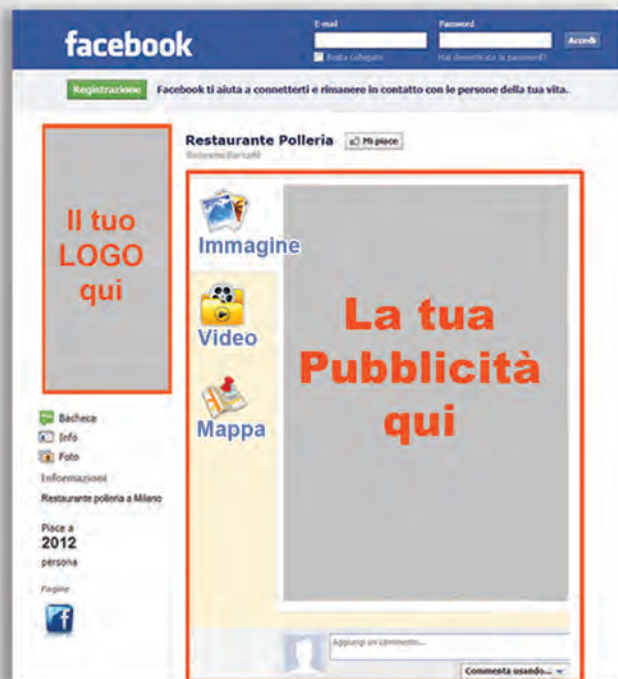 facebook
E-mail
Password
Resta collegato
Hai dimenticato la password?
Accedi
Registrazione
Facebook ti aiuta a connetterti e rimanere in contatto con le persone della tua vita.
Restaurante Polleria
Mi piace
Il tuo
LOGO
qui
Immagine
Video
Mappa
La tua
Pubblicità
qui
Bacheca
Info
Foto
Informazioni
Restaurante polleria a Milano
Piace a
2012
persona
Pagine
Aggiungi un commento...
Commenta usando...